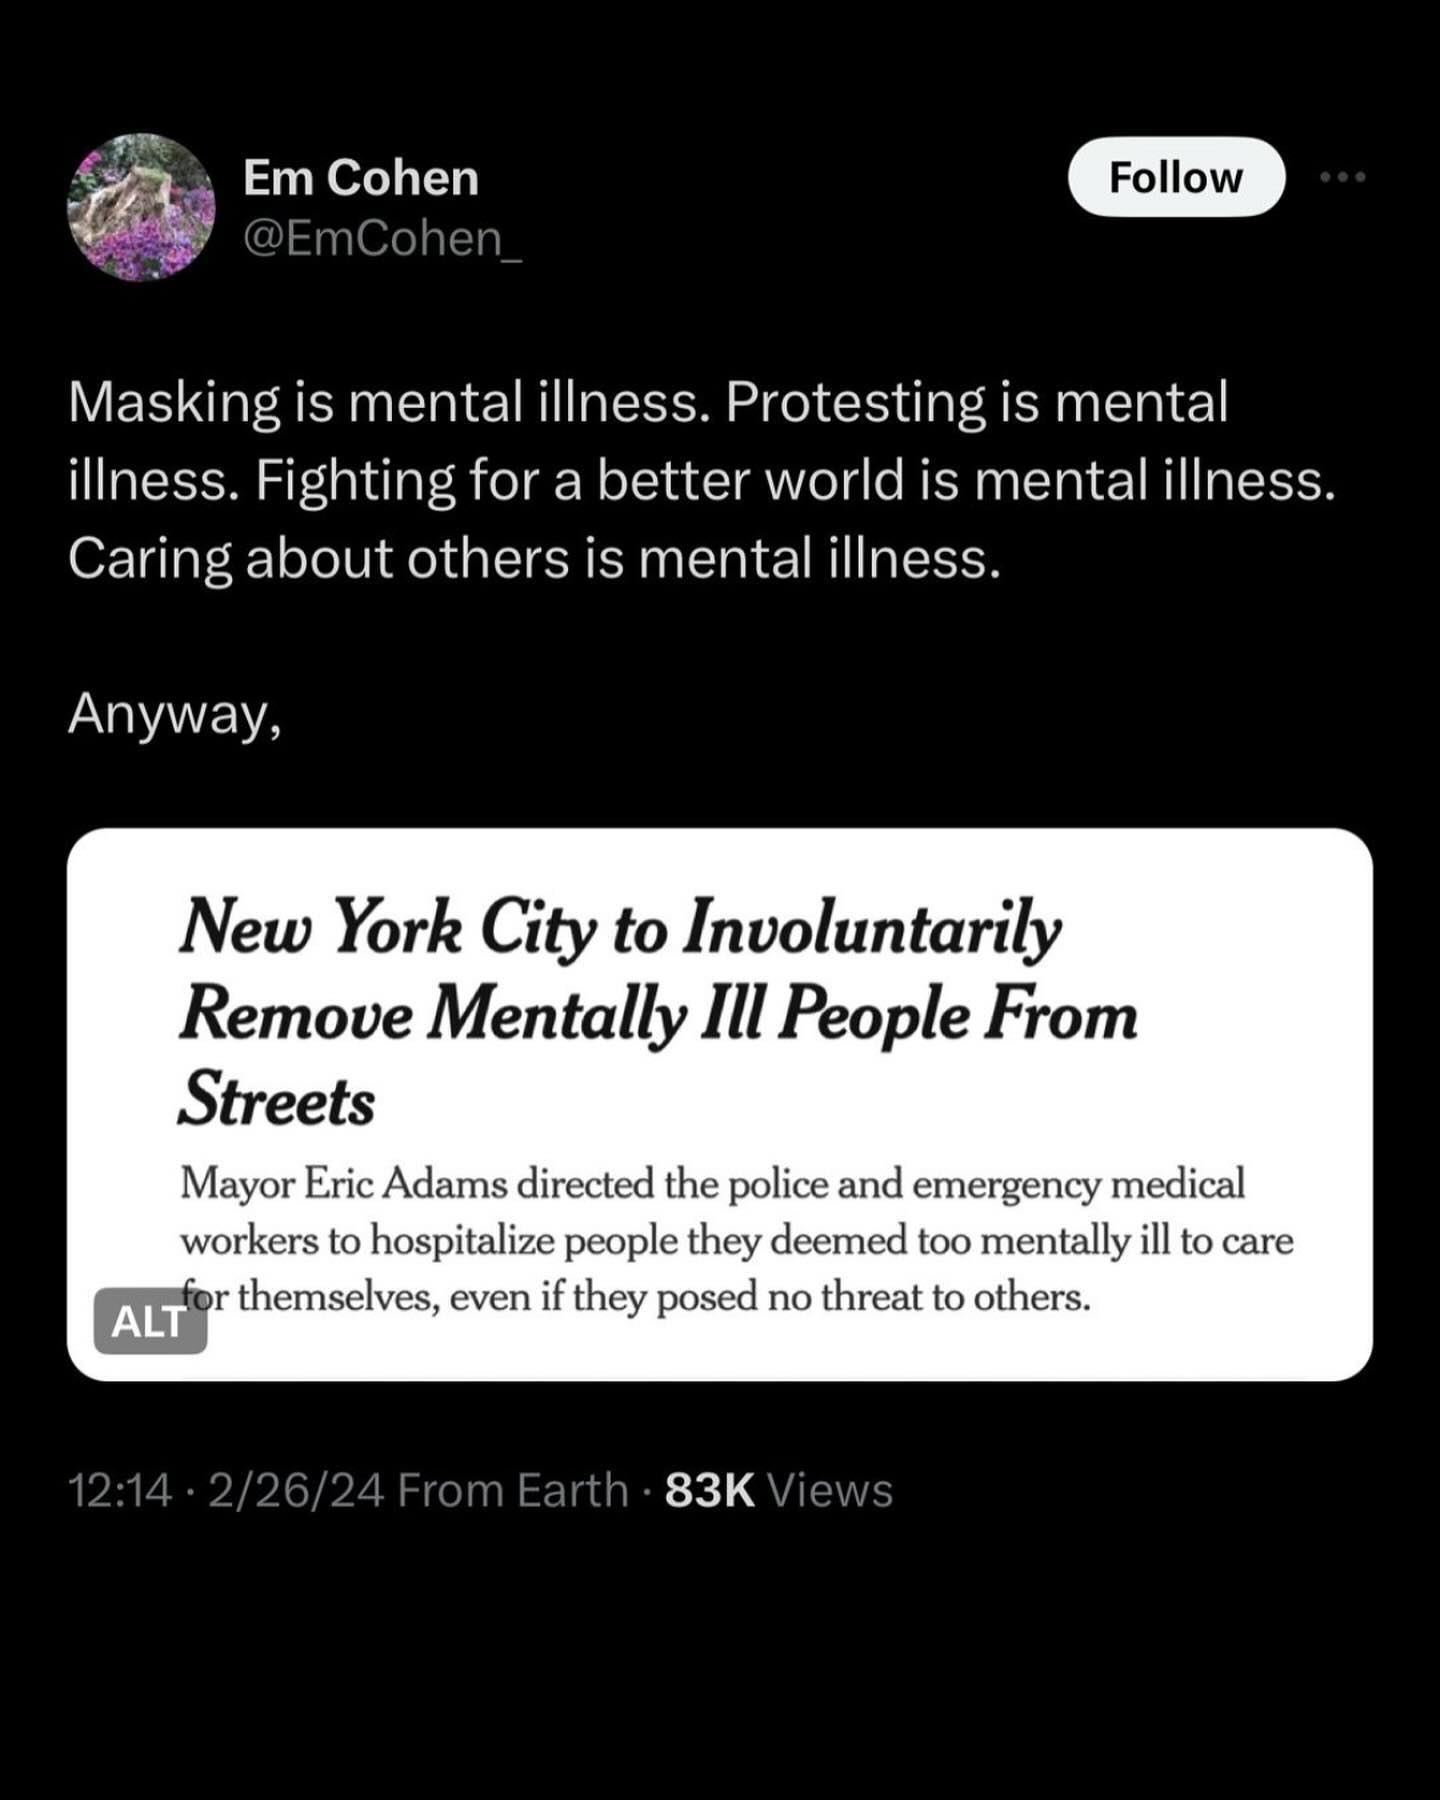 Em Cohen
@EmCohen_
Follow
Masking is mental illness. Protesting is mental
illness. Fighting for a better world is mental illness.
Caring about others is mental illness.
Anyway,
New York City to Involuntarily
Remove Mentally Ill People From
Streets
Mayor Eric Adams directed the police and emergency medical
workers to hospitalize people they deemed too mentally ill to care
for themselves, even if they posed no threat to others.
ALT
12:14 · 2/26/24 From Earth · 83K Views